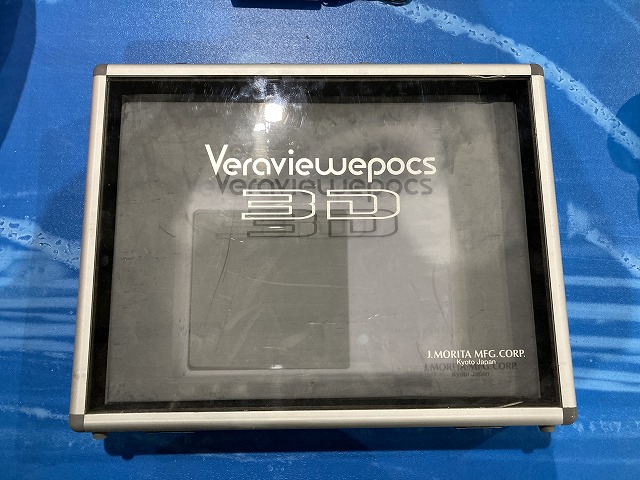 Veraviewepocs
3D
J.MORITA MFG.CORP.
Kyoto Japan